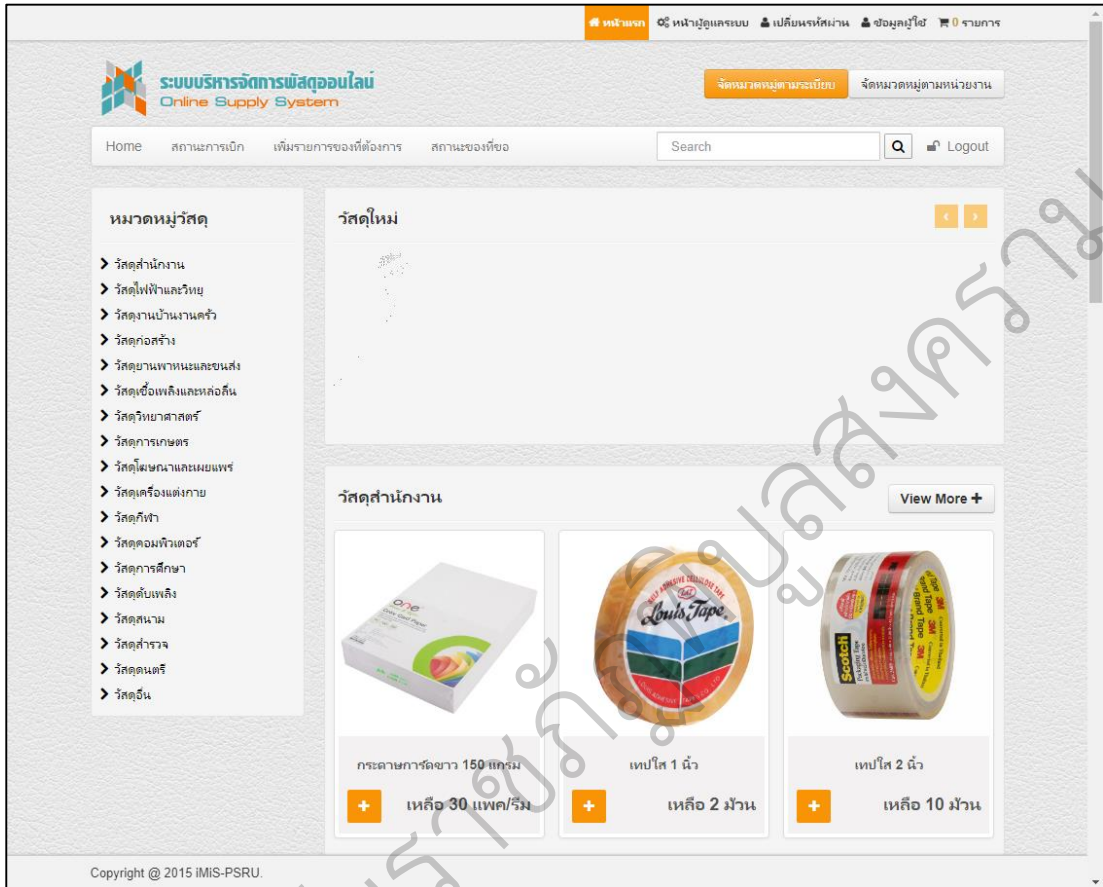 หน้าแรก หน้าผู้ดูแลระบบ เปลี่ยนรหัสผ่าน ข้อมูลผู้ใช้ 0 รายการ
ระบบบริหารจัดการพัสดุออนไลน์
Online Supply System
จัดหมวดหมู่ตามระเบียบ จัดหมวดหมู่ตามหน่วยงาน
Home สถานะการเบิก เพิ่มรายการของที่ต้องการ สถานะของที่ขอ Search Logout
หมวดหมู่วัสดุ
วัสดุสำนักงาน
วัสดุไฟฟ้าและวิทยุ
วัสดุงานบ้านงานครัว
วัสดุก่อสร้าง
วัสดุยานพาหนะและขนส่ง
วัสดุเชื้อเพลิงและหล่อลื่น
วัสดุวิทยาศาสตร์
วัสดุการเกษตร
วัสดุโฆษณาและเผยแพร่
วัสดุเครื่องแต่งกาย
วัสดุกีฬา
วัสดุคอมพิวเตอร์
วัสดุการศึกษา
วัสดุดับเพลิง
วัสดุสนาม
วัสดุสำรวจ
วัสดุดนตรี
วัสดุอื่น
วัสดุใหม่
วัสดุสำนักงาน View More
one
Louis Tape
Scotch
3M
กระดาษการ์ดขาว 150 แกรม
เหลือ 30 แพค/รีม
เทปใส 1 นิ้ว
เหลือ 2 ม้วน
เทปใส 2 นิ้ว
เหลือ 10 ม้วน
Copyright @ 2015 iMiS-PSRU.
ราชภัฏพิบูลสงคราม